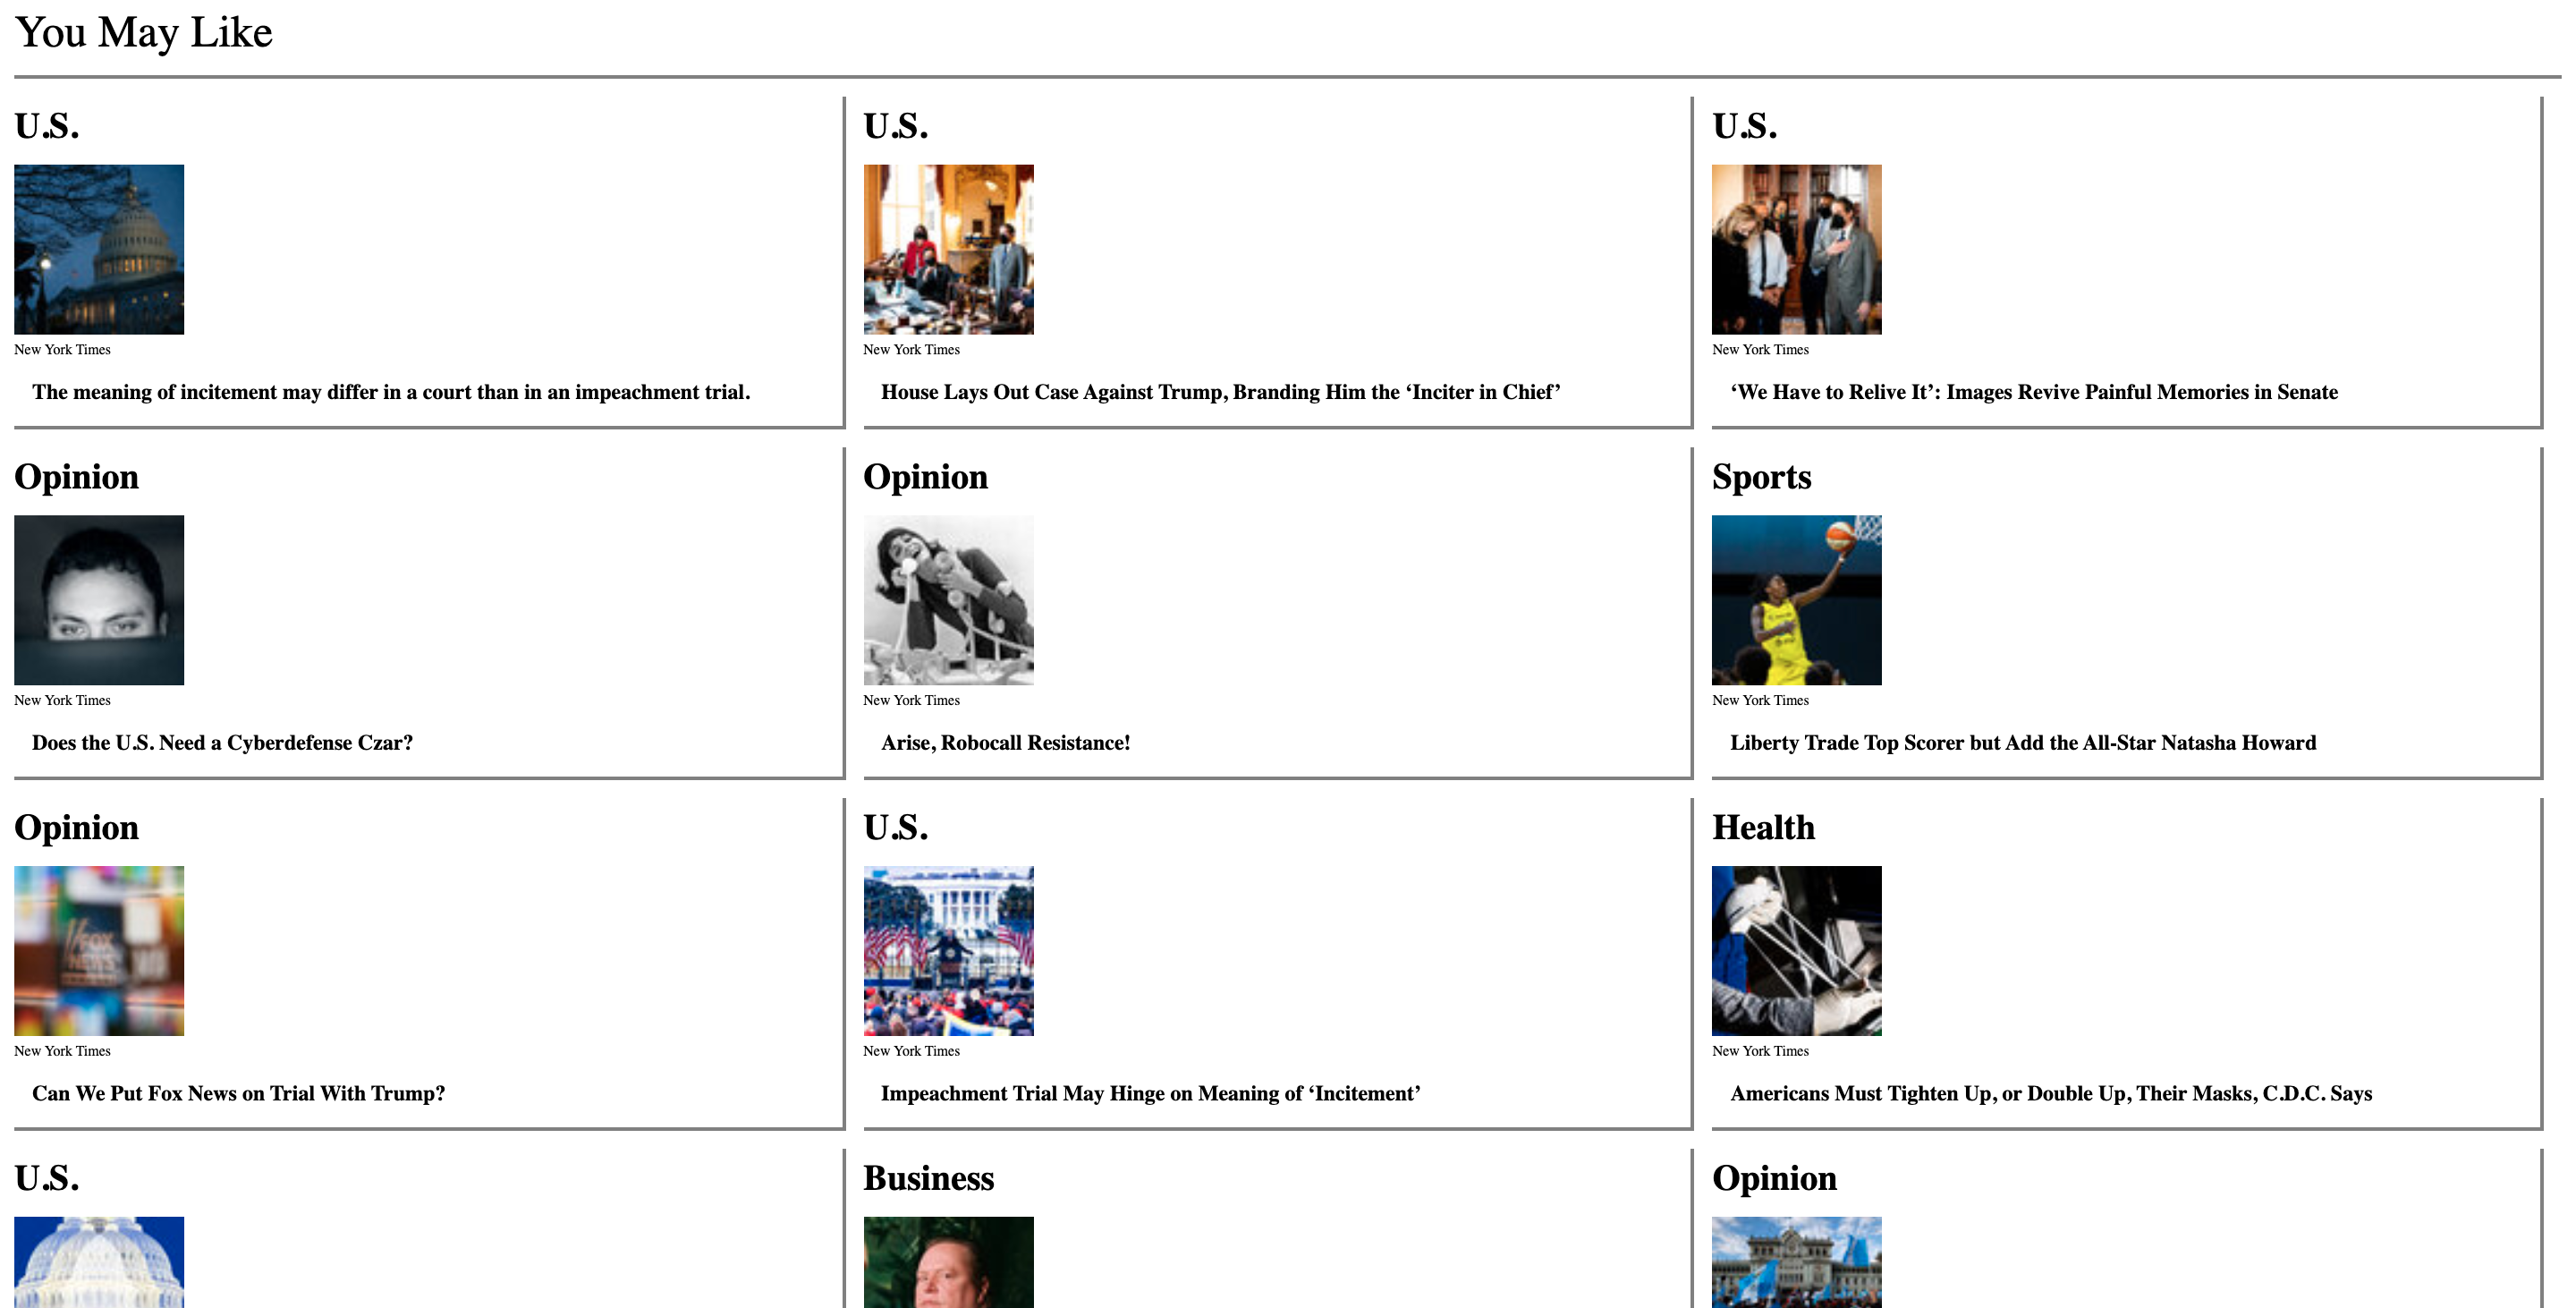 You May Like
U.S.
U.S.
U.S.
New York Times
New York Times
New York Times
The meaning of incitement may differ in a court than in an impeachment trial.
House Lays Out Case Against Trump, Branding Him the ‘Inciter in Chief’
‘We Have to Relive It’: Images Revive Painful Memories in Senate
Opinion
Opinion
Sports
New York Times
New York Times
New York Times
Does the U.S. Need a Cyberdefense Czar?
Arise, Robocall Resistance!
Liberty Trade Top Scorer but Add the All-Star Natasha Howard
Opinion
U.S.
Health
FOX
NEWS
New York Times
New York Times
New York Times
Can We Put Fox News on Trial With Trump?
Impeachment Trial May Hinge on Meaning of ‘Incitement’
Americans Must Tighten Up, or Double Up, Their Masks, C.D.C. Says
U.S.
Business
Opinion